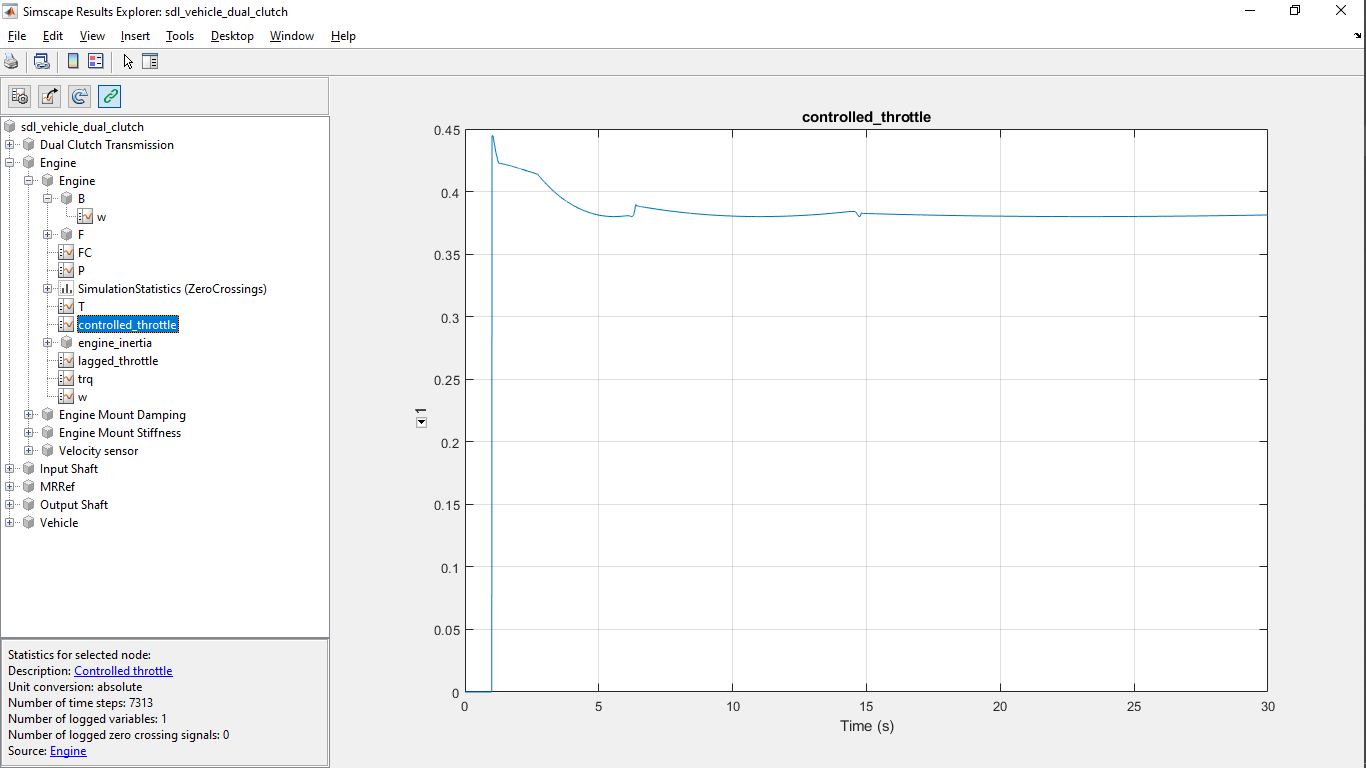 Simscape Results Explorer: sdl_vehicle_dual_clutch
File Edit View Insert Tools Desktop Window Help
sdl_vehicle_dual_clutch
Dual Clutch Transmission
Engine
Engine
B
w
F
FC
P
SimulationStatistics (ZeroCrossings)
T
controlled_throttle
engine_inertia
lagged_throttle
trq
w
Engine Mount Damping
Engine Mount Stiffness
Velocity sensor
Input Shaft
MRRef
Output Shaft
Vehicle
Statistics for selected node:
Description: Controlled throttle
Unit conversion: absolute
Number of time steps: 7313
Number of logged variables: 1
Number of logged zero crossing signals: 0
Source: Engine
controlled_throttle
0.45
0.4
0.35
0.3
0.25
0.2
0.15
0.1
0.05
0
1
0 5 10 15 20 25 30
Time (s)